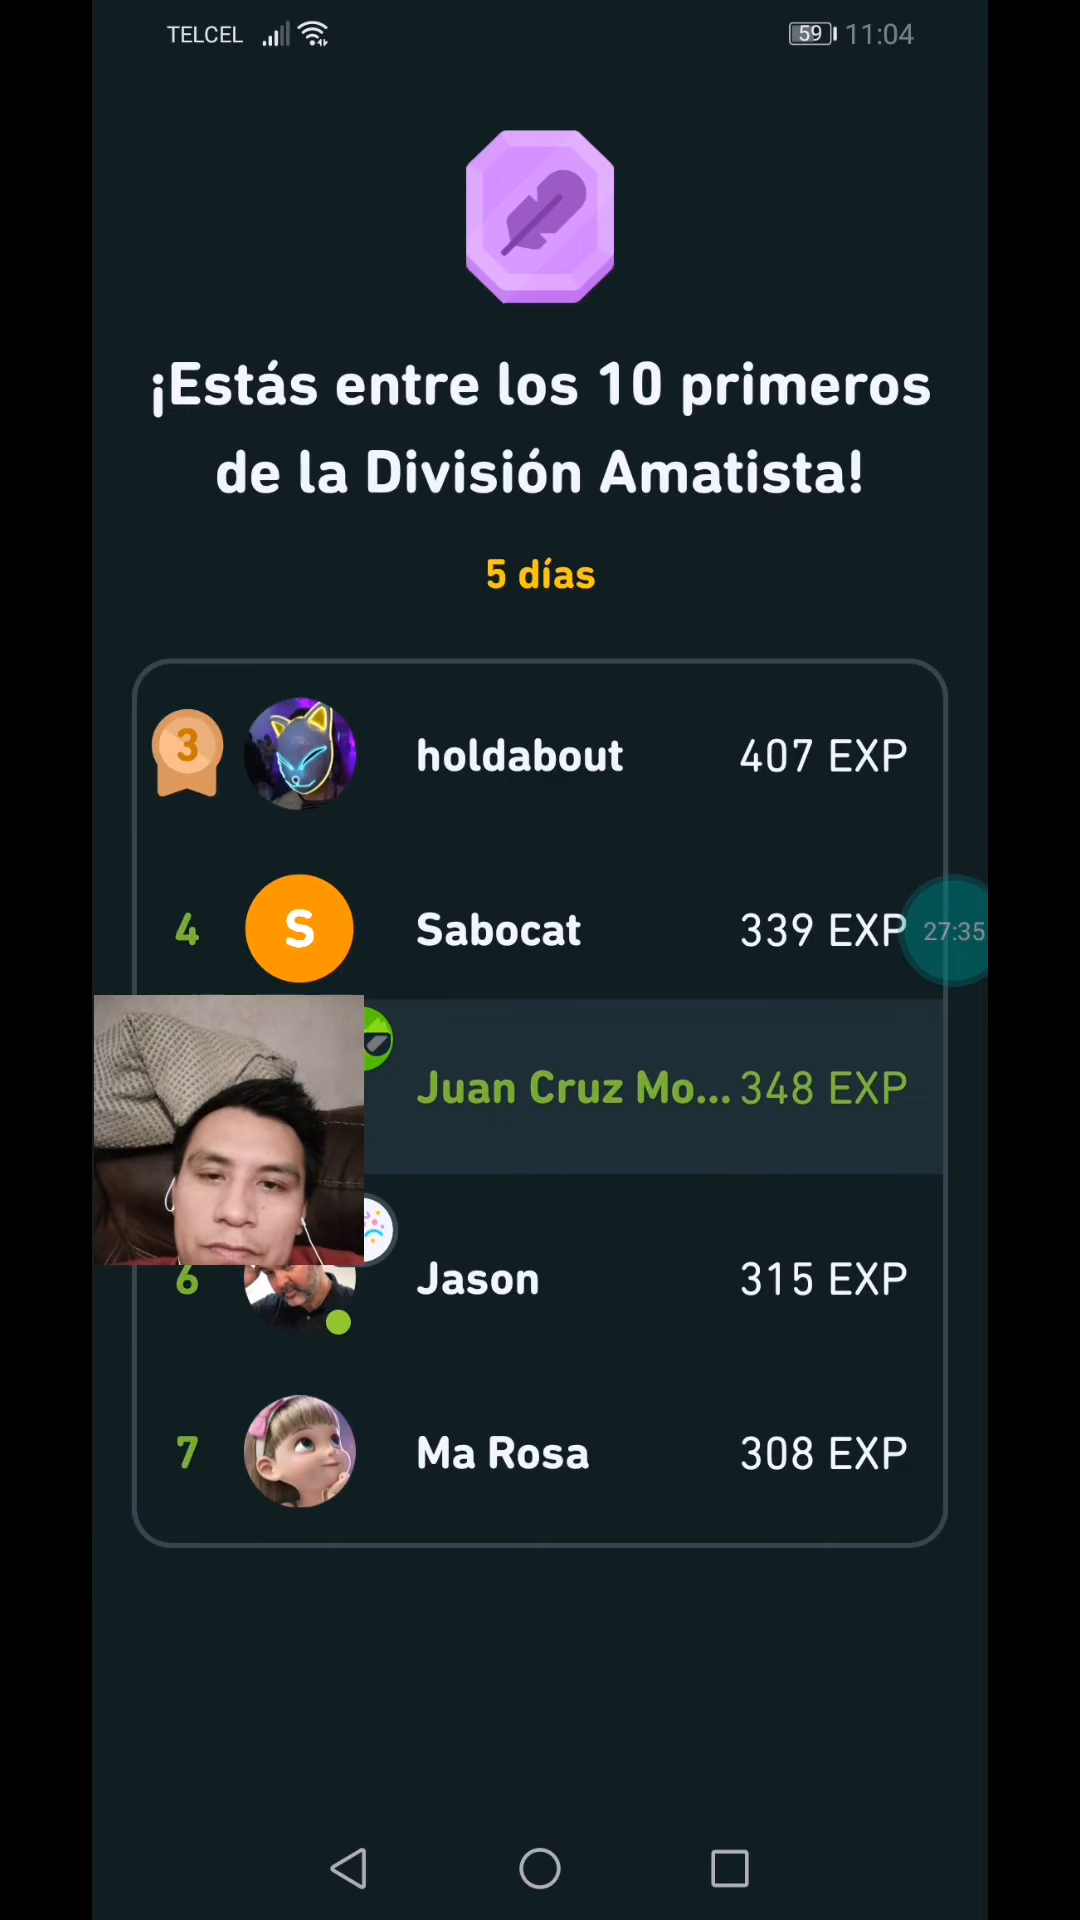 TELCEL
59 11:04
¡Estás entre los 10 primeros
de la División Amatista!
5 días
3 holdabout 407 EXP
4 S Sabocat 339 EXP
27:35
Juan Cruz Mo... 348 EXP
6 Jason 315 EXP
7 Ma Rosa 308 EXP